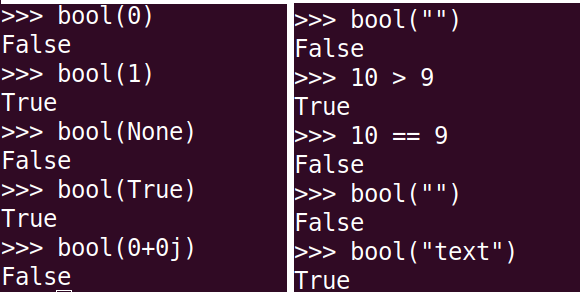 >>> bool(0)
False
>>> bool(1)
True
>>> bool(None)
False
>>> bool(True)
True
>>> bool(0+0j)
False
>>> bool("")
False
>>> 10 > 9
True
>>> 10 == 9
False
>>> bool("")
False
>>> bool("text")
True